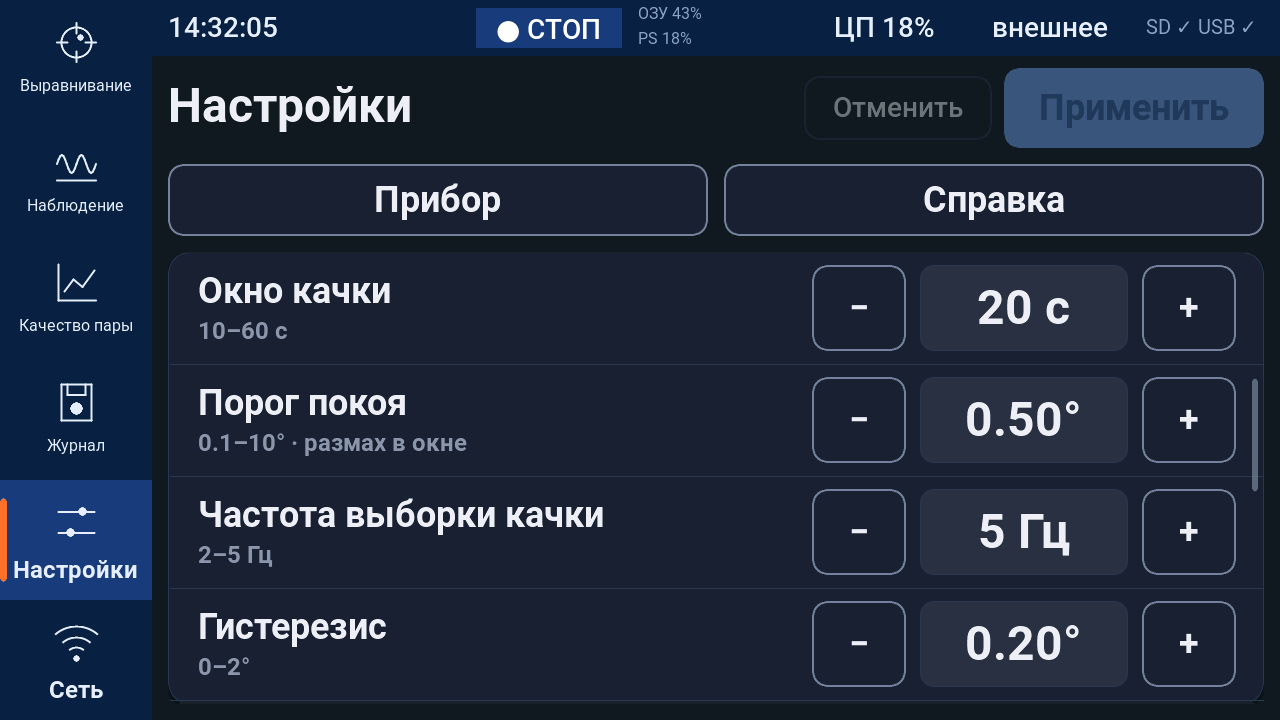 14:32:05
СТОП
ОЗУ 43%
PS 18%
ЦП 18%
внешнее
SD ✓ USB ✓
Выравнивание
Наблюдение
Качество пары
Журнал
Настройки
Сеть
Настройки
Отменить
Применить
Прибор
Справка
Окно качки
10–60 с
− 20 с +
Порог покоя
0.1–10° · размах в окне
− 0.50° +
Частота выборки качки
2–5 Гц
− 5 Гц +
Гистерезис
0–2°
− 0.20° +